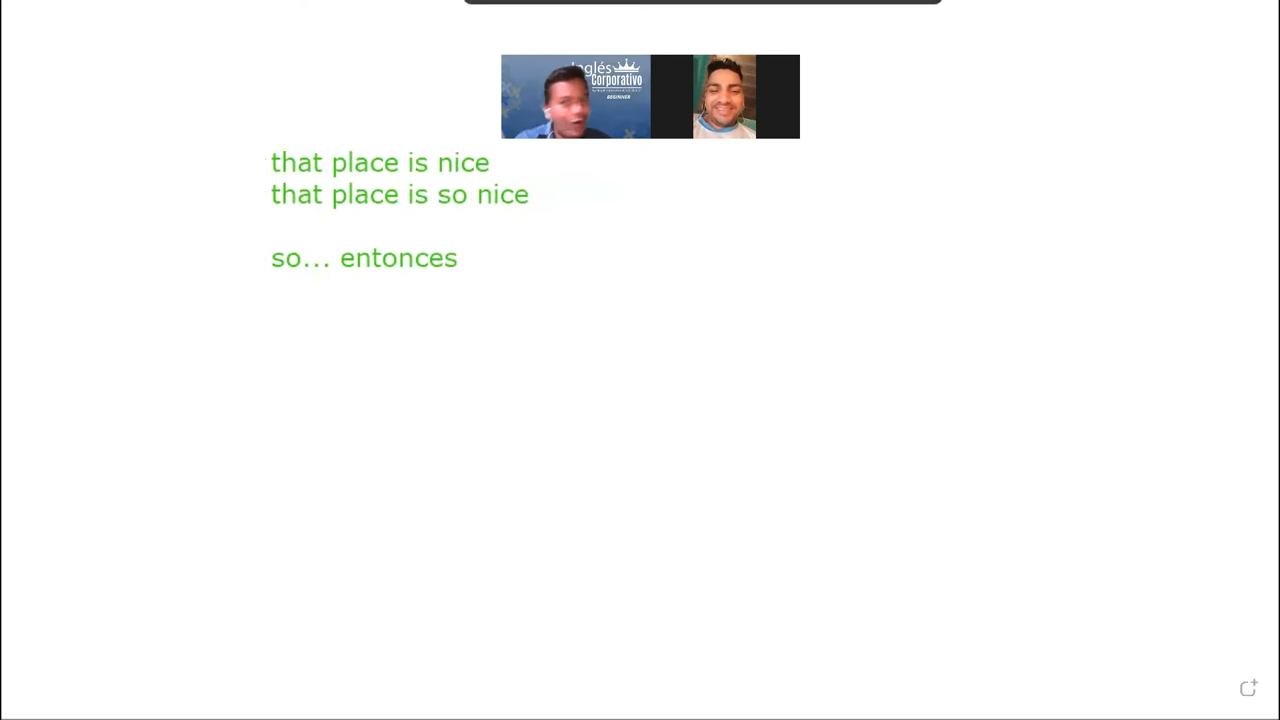 Inglés
Corporativo
BEGINNER
that place is nice
that place is so nice
so... entonces